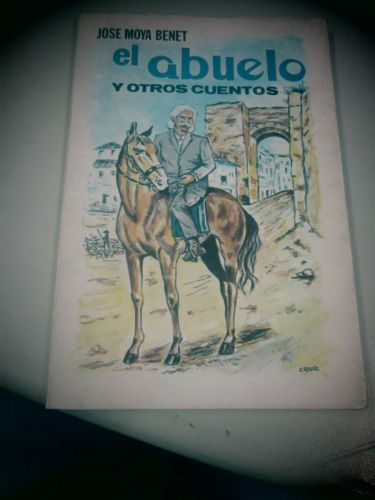 JOSE MOYA BENET
el abuelo
Y OTROS CUENTOS